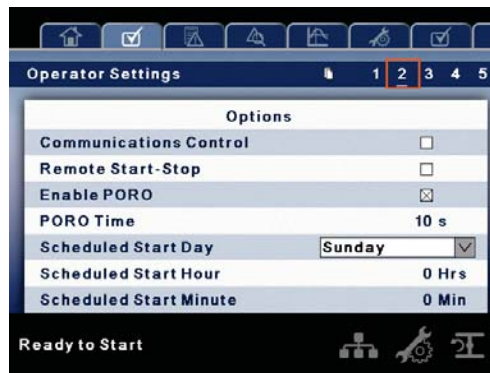 Operator Settings 1 2 3 4 5
Options
Communications Control
Remote Start-Stop
Enable PORO
PORO Time 10 s
Scheduled Start Day Sunday
Scheduled Start Hour 0 Hrs
Scheduled Start Minute 0 Min
Ready to Start